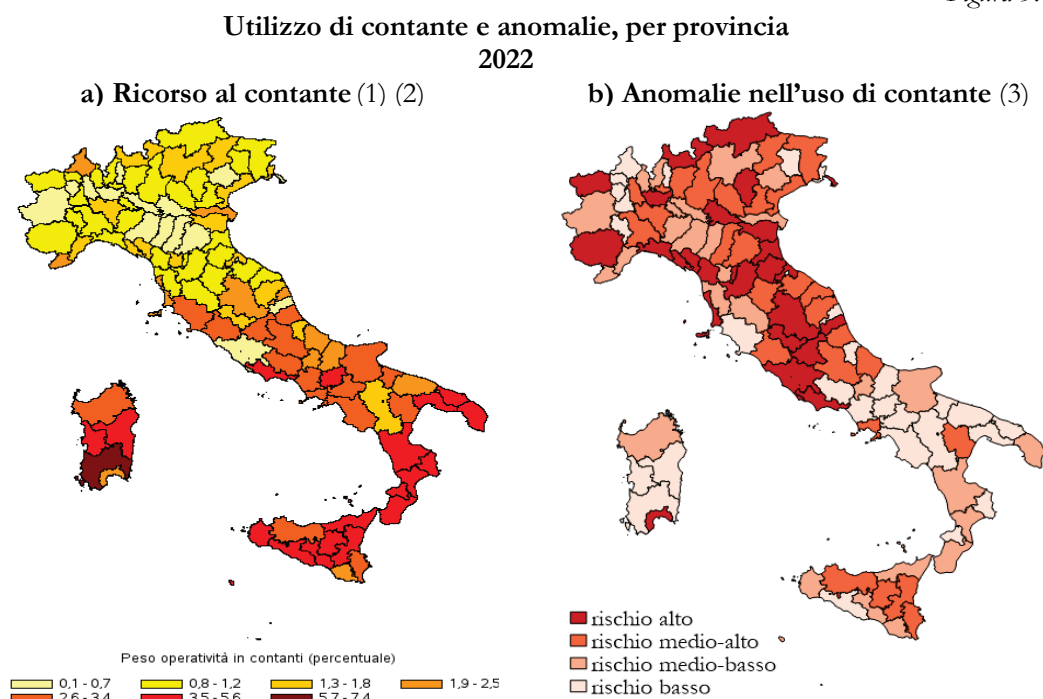 Utilizzo di contante e anomalie, per provincia
2022
a) Ricorso al contante (1) (2)
b) Anomalie nell'uso di contante (3)
Peso operatività in contanti (percentuale)
0,1 - 0,7
0,8 - 1,2
1,3 - 1,8
1,9 - 2,5
2,6 - 3,4
3,5 - 5,6
5,7 - 7,4
rischio alto
rischio medio-alto
rischio medio-basso
rischio basso